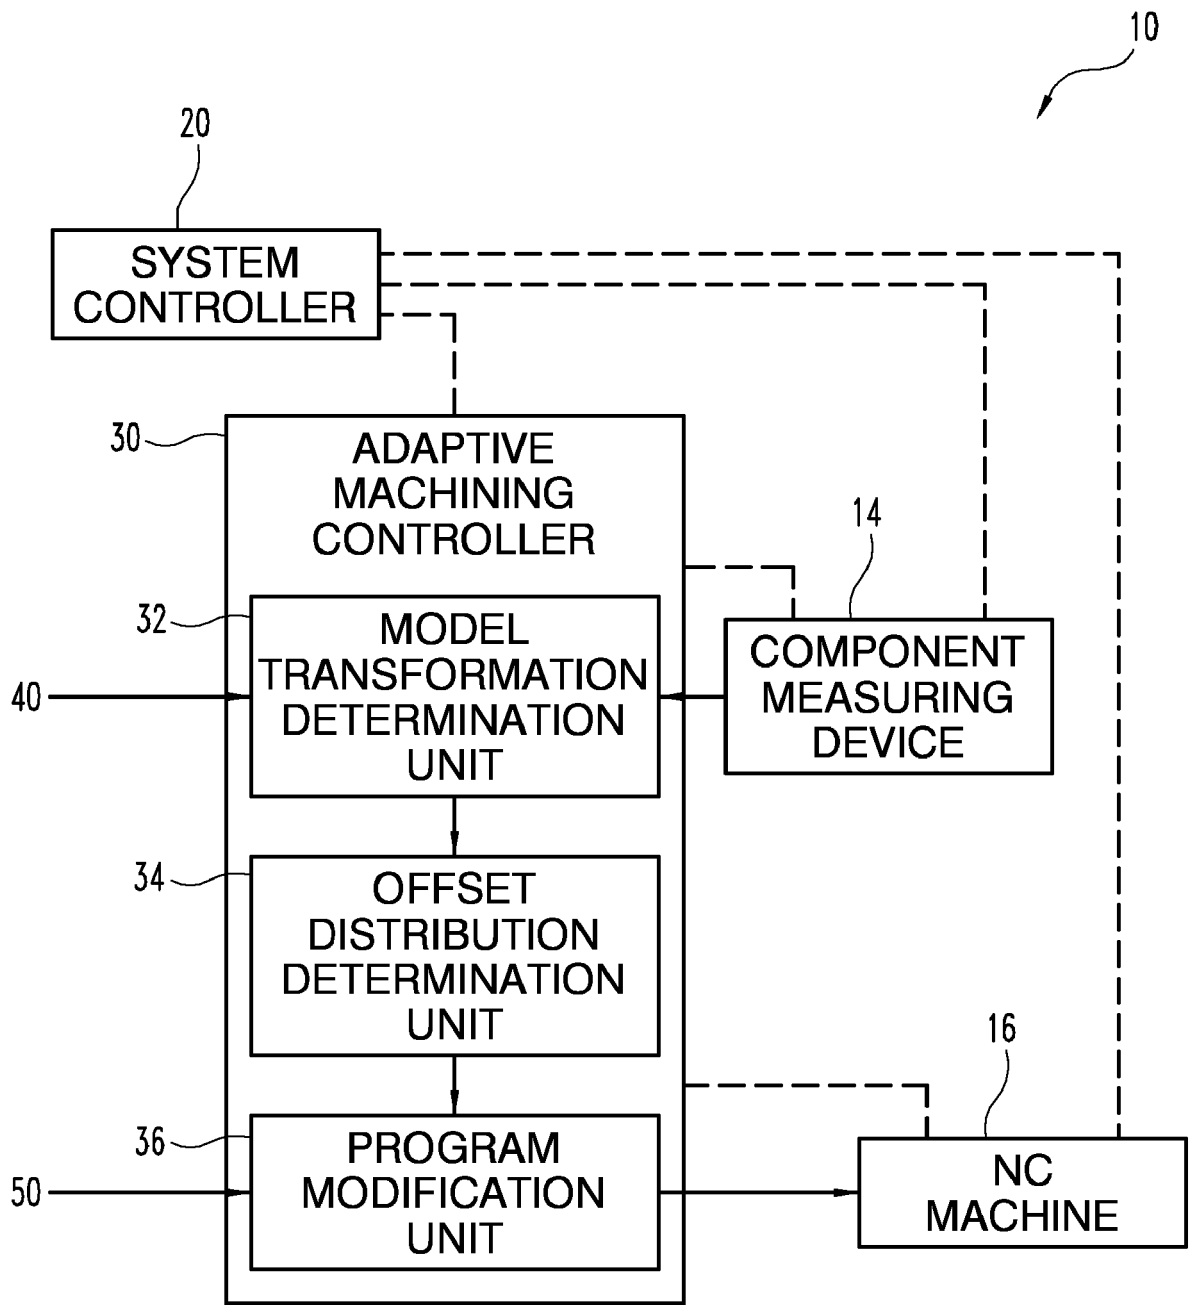 10
20
SYSTEM
CONTROLLER
30
ADAPTIVE
MACHINING
CONTROLLER
14
COMPONENT
MEASURING
DEVICE
32
MODEL
TRANSFORMATION
DETERMINATION
UNIT
40
34
OFFSET
DISTRIBUTION
DETERMINATION
UNIT
16
NC
MACHINE
36
PROGRAM
MODIFICATION
UNIT
50